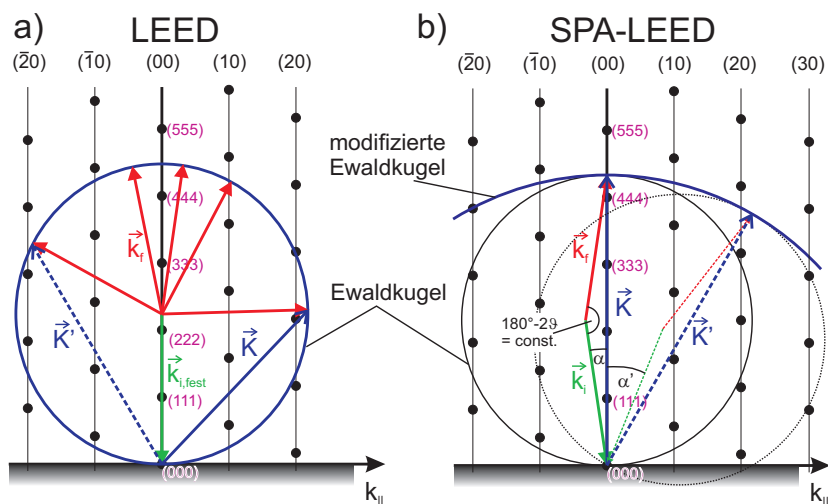 a) LEED
(2̄0) (1̄0) (00) (10) (20)
(555)
(444)
(333)
(222)
(111)
(000)
k⃗f
K⃗'
K⃗
k⃗i,fest
k||
modifizierte
Ewaldkugel
Ewaldkugel
b) SPA-LEED
(2̄0) (1̄0) (00) (10) (20) (30)
(555)
(444)
(333)
(111)
(000)
k⃗f
K⃗
K⃗'
180°-2ϑ
= const.
α
α'
k⃗i
k||